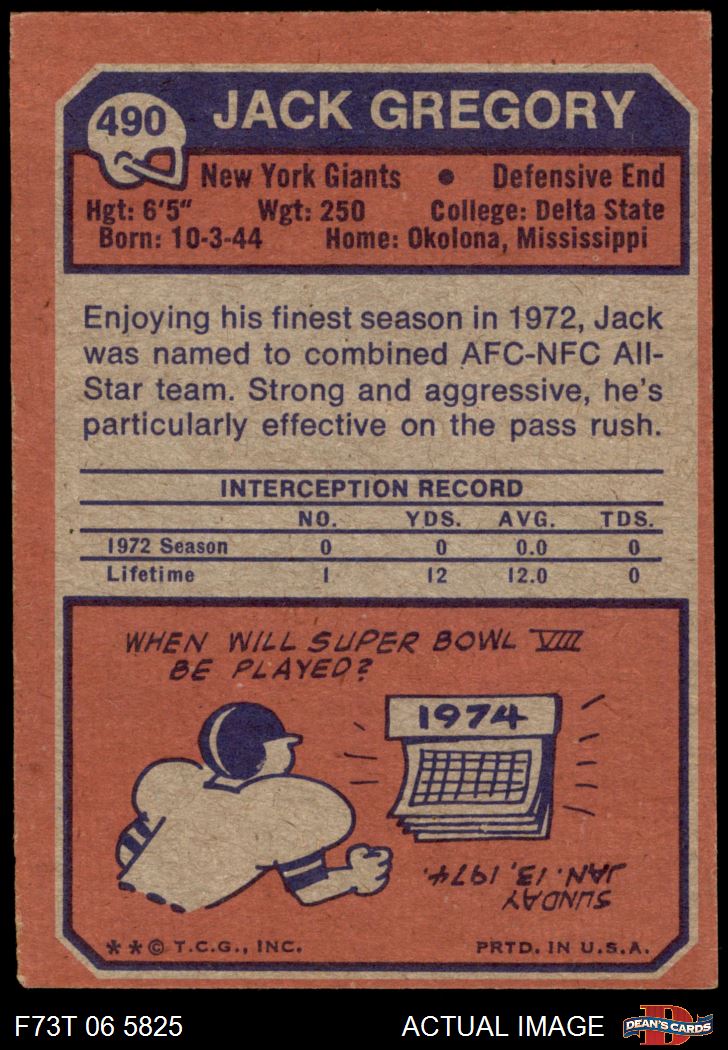 490
JACK GREGORY
New York Giants • Defensive End
Hgt: 6'5" Wgt: 250 College: Delta State
Born: 10-3-44 Home: Okolona, Mississippi
Enjoying his finest season in 1972, Jack
was named to combined AFC-NFC All-
Star team. Strong and aggressive, he's
particularly effective on the pass rush.
INTERCEPTION RECORD
NO. YDS. AVG. TDS.
1972 Season 0 0 0.0 0
Lifetime 1 12 12.0 0
WHEN WILL SUPER BOWL VIII
BE PLAYED?
1974
SUNDAY
JAN. 13, 1974.
* * © T.C.G., INC. PRTD. IN U.S.A.
F73T 06 5825 ACTUAL IMAGE
D
DEAN'S CARDS